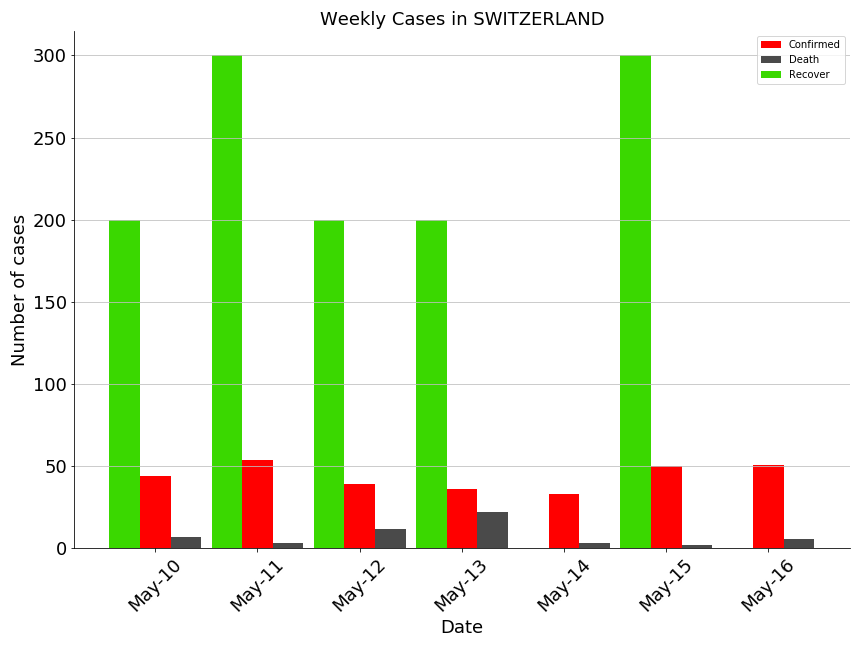 Weekly Cases in SWITZERLAND
Confirmed
Death
Recover
Number of cases
300
250
200
150
100
50
0
May-10
May-11
May-12
May-13
May-14
May-15
May-16
Date